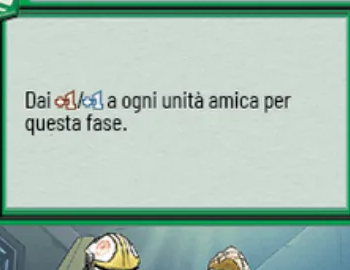 Dai +1/+1 a ogni unità amica per
questa fase.